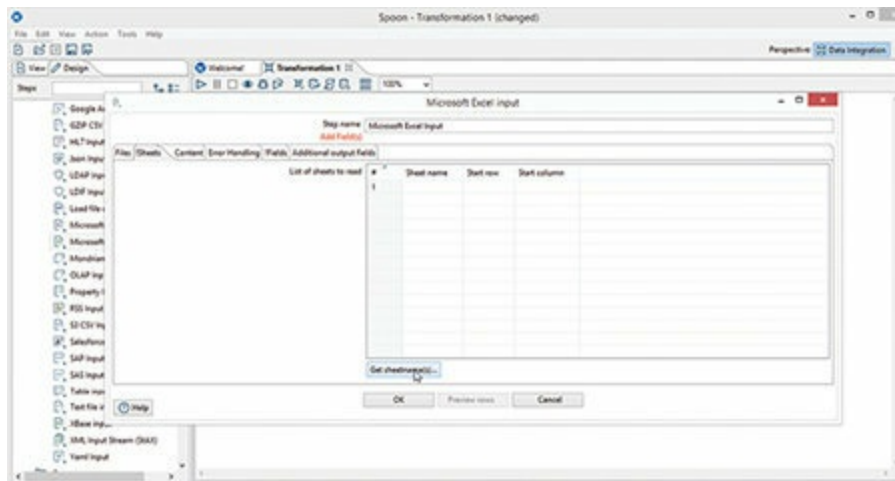 Spoon - Transformation 1 (changed)
File Edit View Action Tools Help
Perspective: Data Integration
View Design
Welcome! Transformation 1
Steps
100%
Google A
GZIP CSV
HL7 Input
Json Inpu
LDAP Inp
LDIF Inpu
Load file
Microsoft
Microsoft
Mondrian
OLAP Inp
Property
RSS Input
S3 CSV In
Salesforce
SAP Input
SAS Input
Table inp
Text file i
XBase inp
XML Input Stream (StAX)
Yaml Input
Microsoft Excel input
Step name Microsoft Excel Input
Add Field(s)
Files Sheets Content Error Handling !Fields Additional output fields
List of sheets to read # Sheet name Start row Start column
1
Get sheetname(s)...
OK Preview rows Cancel
Help